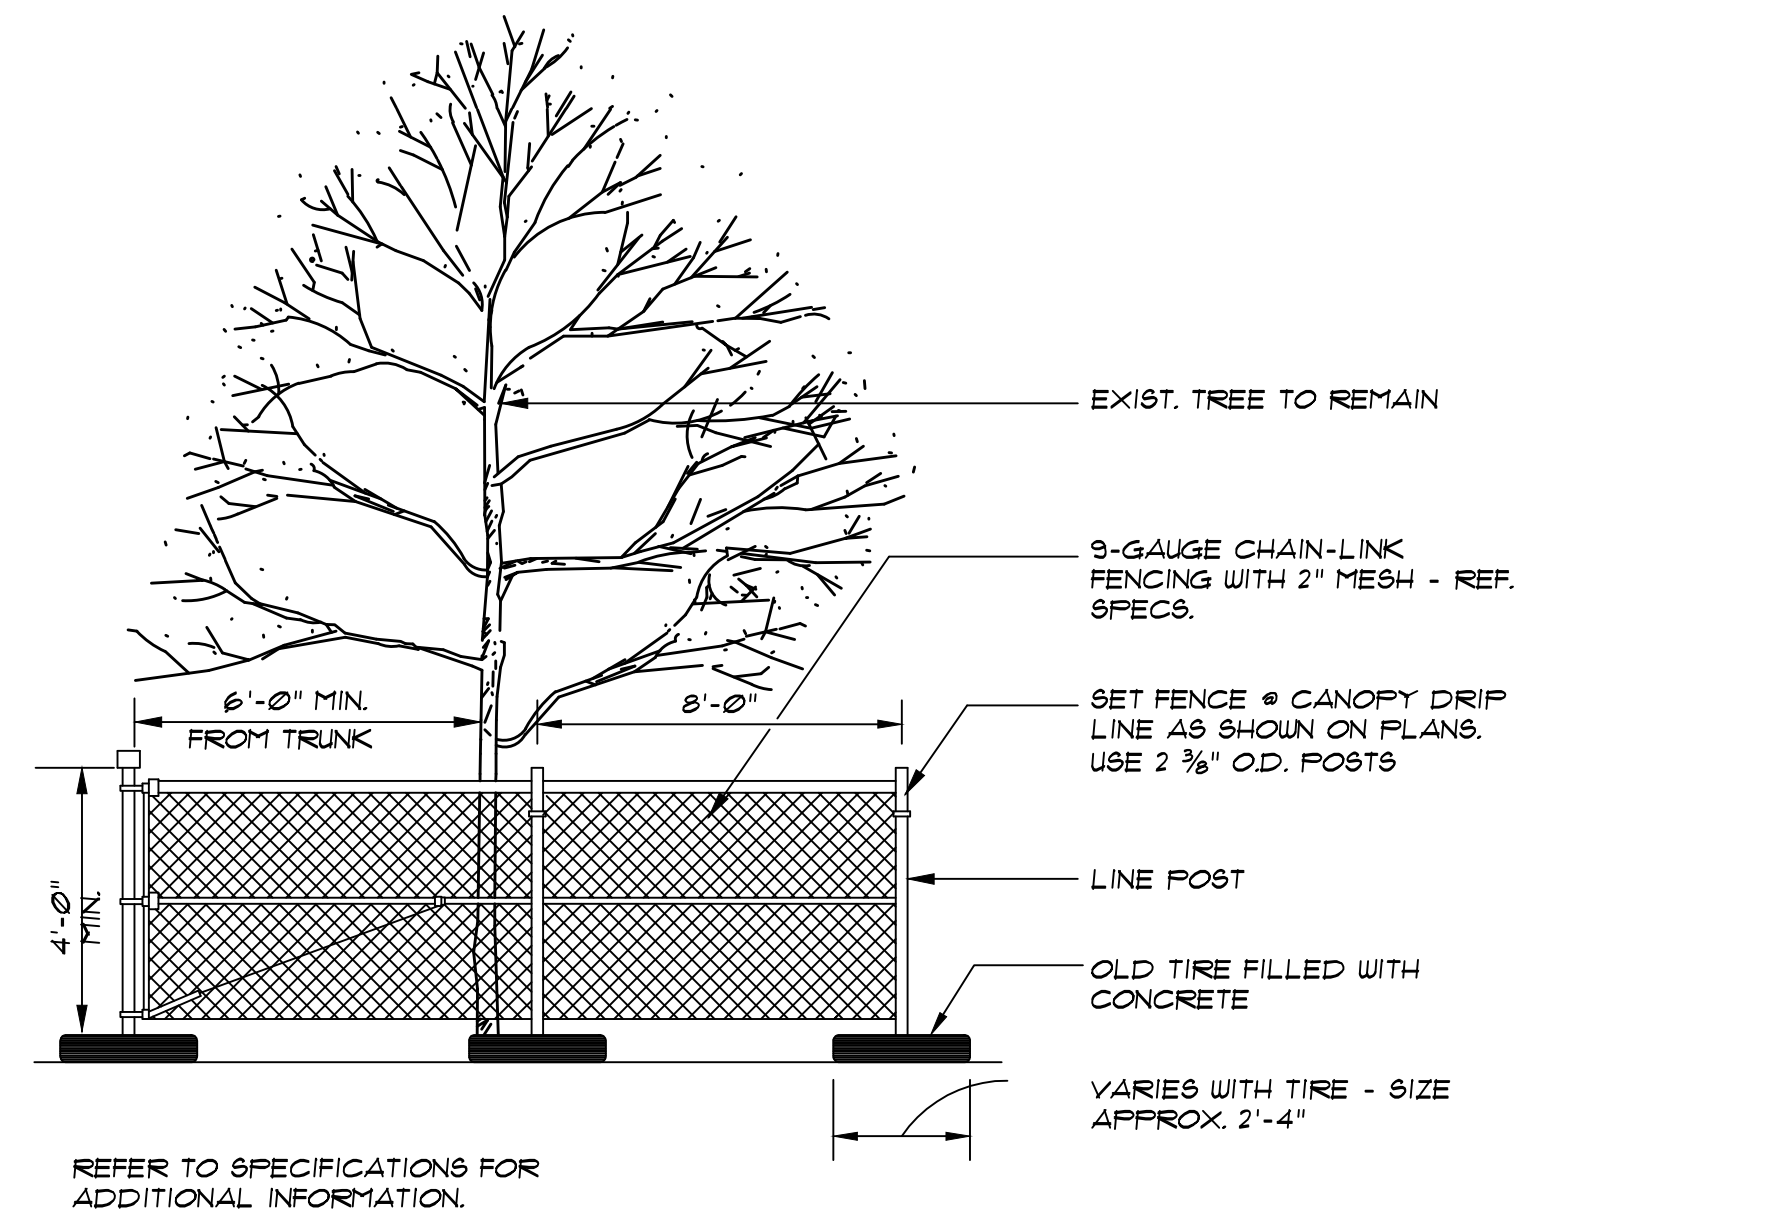 EXIST. TREE TO REMAIN
9-GAUGE CHAIN-LINK
FENCING WITH 2" MESH - REF.
SPECS.
6'-0" MIN.
FROM TRUNK
8'-0"
SET FENCE @ CANOPY DRIP
LINE AS SHOWN ON PLANS.
USE 2 ⅜" O.D. POSTS
4'-0"
MIN.
LINE POST
OLD TIRE FILLED WITH
CONCRETE
VARIES WITH TIRE - SIZE
APPROX. 2'-4"
REFER TO SPECIFICATIONS FOR
ADDITIONAL INFORMATION.